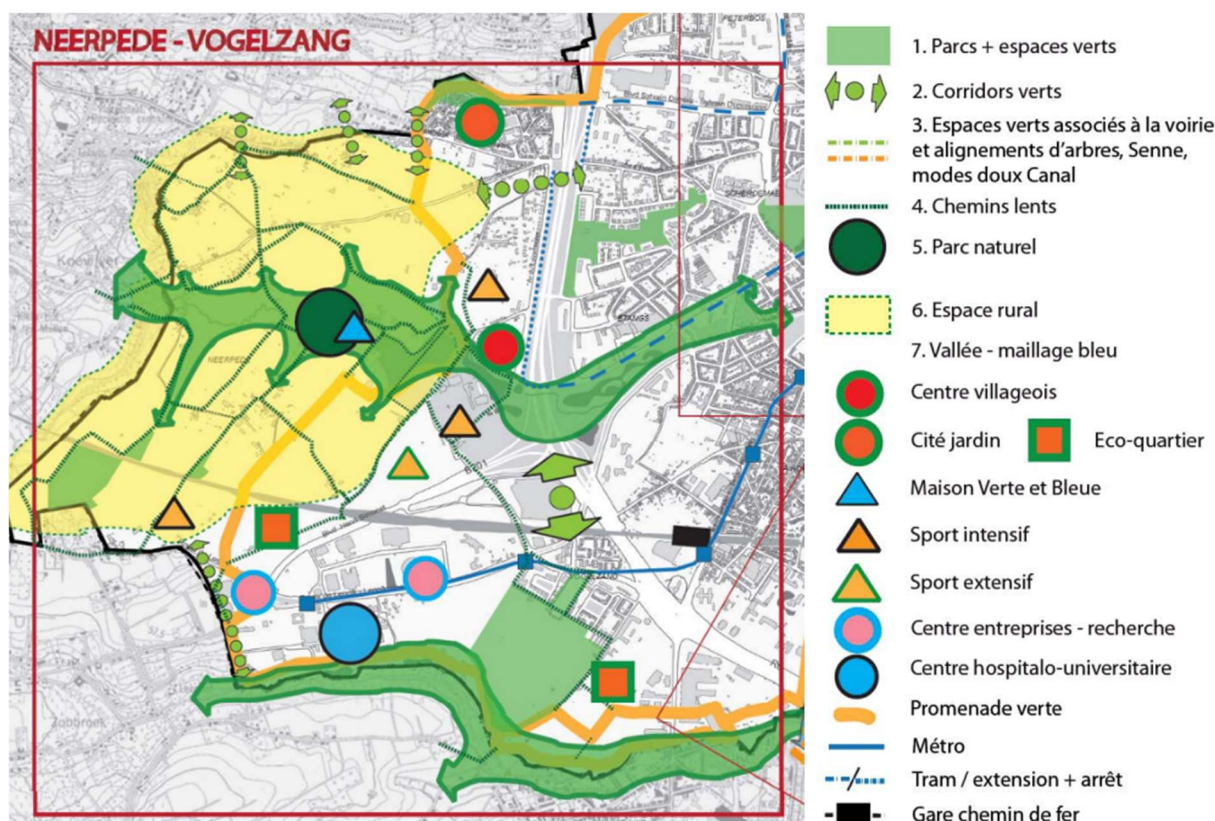 NEERPEDE - VOGELZANG
PETERBOS
SCHERDEMAE
NEERPEDE
1. Parcs + espaces verts
2. Corridors verts
3. Espaces verts associés à la voirie
et alignements d'arbres, Senne,
modes doux Canal
4. Chemins lents
5. Parc naturel
6. Espace rural
7. Vallée - maillage bleu
Centre villageois
Cité jardin
Eco-quartier
Maison Verte et Bleue
Sport intensif
Sport extensif
Centre entreprises - recherche
Centre hospitalo-universitaire
Promenade verte
Métro
Tram / extension + arrêt
Gare chemin de fer